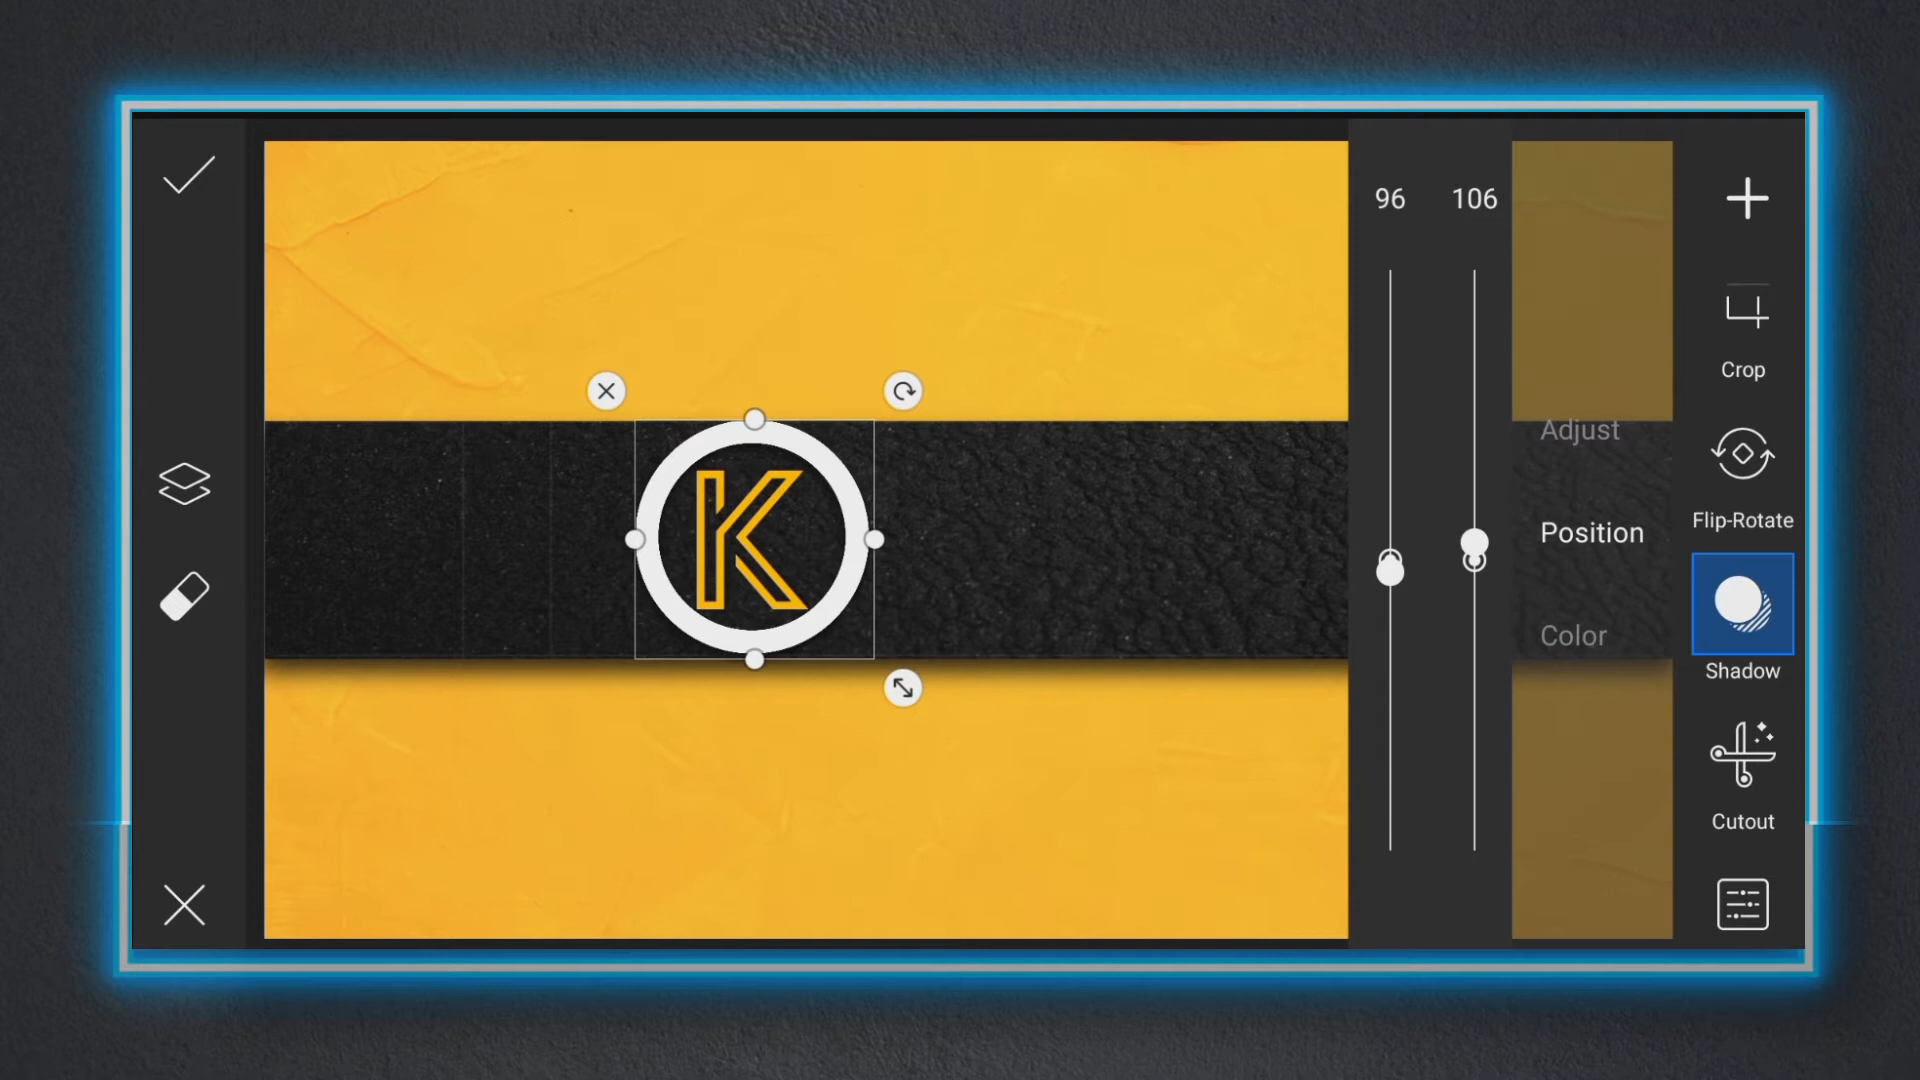 96 106
Crop
Adjust
Flip-Rotate
Position
K
Color
Shadow
Cutout